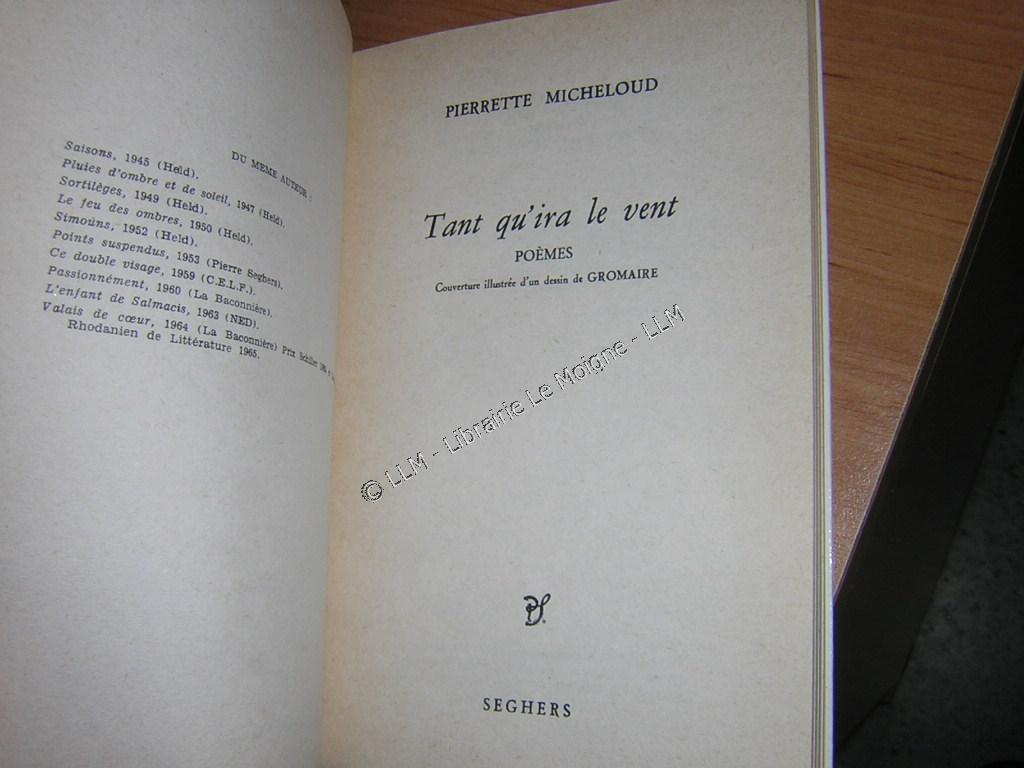 DU MEME AUTEUR :
Saisons, 1945 (Held).
Pluies d'ombre et de soleil, 1947 (Held).
Sortilèges, 1949 (Held).
Le jeu des ombres, 1950 (Held).
Simoüns, 1952 (Held).
Points suspendus, 1953 (Pierre Seghers).
Ce double visage, 1959 (C.E.L.F.).
Passionnément, 1960 (La Baconnière).
L'enfant de Salmacis, 1963 (NED).
Valais de cœur, 1964 (La Baconnière) Prix Schiller
Rhodanien de Littérature 1965.
PIERRETTE MICHELOUD
Tant qu'ira le vent
POÈMES
Couverture illustrée d'un dessin de GROMAIRE
© LLM - Librairie Le Moigne - LLM
PS.
SEGHERS